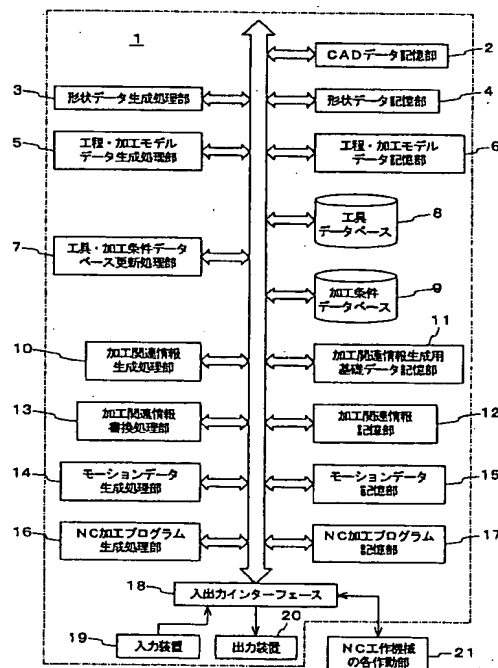 1
CADデータ記憶部
2
3
形状データ生成処理部
形状データ記憶部
4
5
工程・加工モデル
データ生成処理部
工程・加工モデル
データ記憶部
6
工具
データベース
8
7
工具・加工条件データ
ベース更新処理部
加工条件
データベース
9
10
加工関連情報
生成処理部
11
加工関連情報生成用
基礎データ記憶部
13
加工関連情報
書換処理部
加工関連情報
記憶部
12
14
モーションデータ
生成処理部
モーションデータ
記憶部
15
16
NC加工プログラム
生成処理部
NC加工プログラム
記憶部
17
18
入出力インターフェース
19
入力装置
20
出力装置
NC工作機械
の各作動部
21